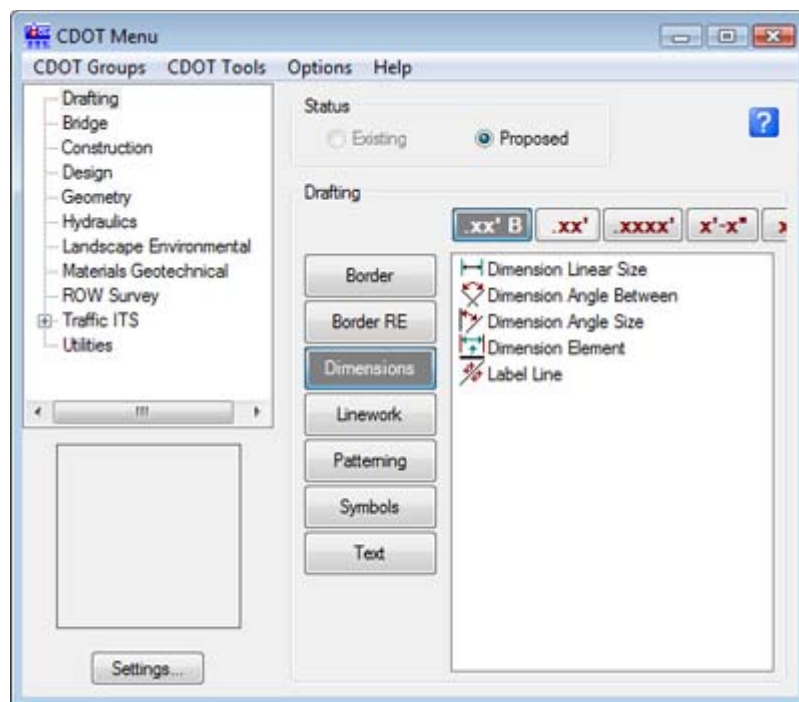 CDOT Menu
CDOT Groups CDOT Tools Options Help
Drafting
Bridge
Construction
Design
Geometry
Hydraulics
Landscape Environmental
Materials Geotechnical
ROW Survey
Traffic ITS
Utilities
Settings...
Status
Existing Proposed
?
Drafting
.xx' B .xx' .xxxx' x'-x" x
Border
Border RE
Dimensions
Linework
Patterning
Symbols
Text
Dimension Linear Size
Dimension Angle Between
Dimension Angle Size
Dimension Element
Label Line